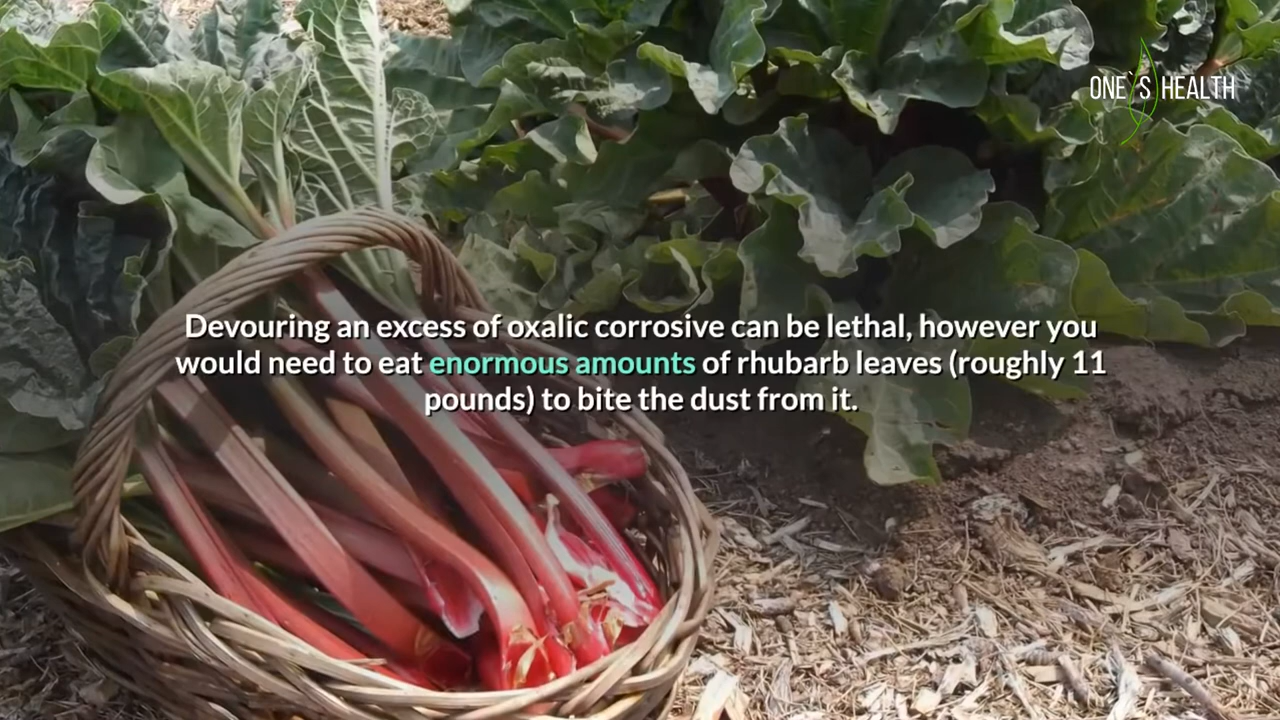 ONE`S HEALTH
Devouring an excess of oxalic corrosive can be lethal, however you
would need to eat enormous amounts of rhubarb leaves (roughly 11
pounds) to bite the dust from it.